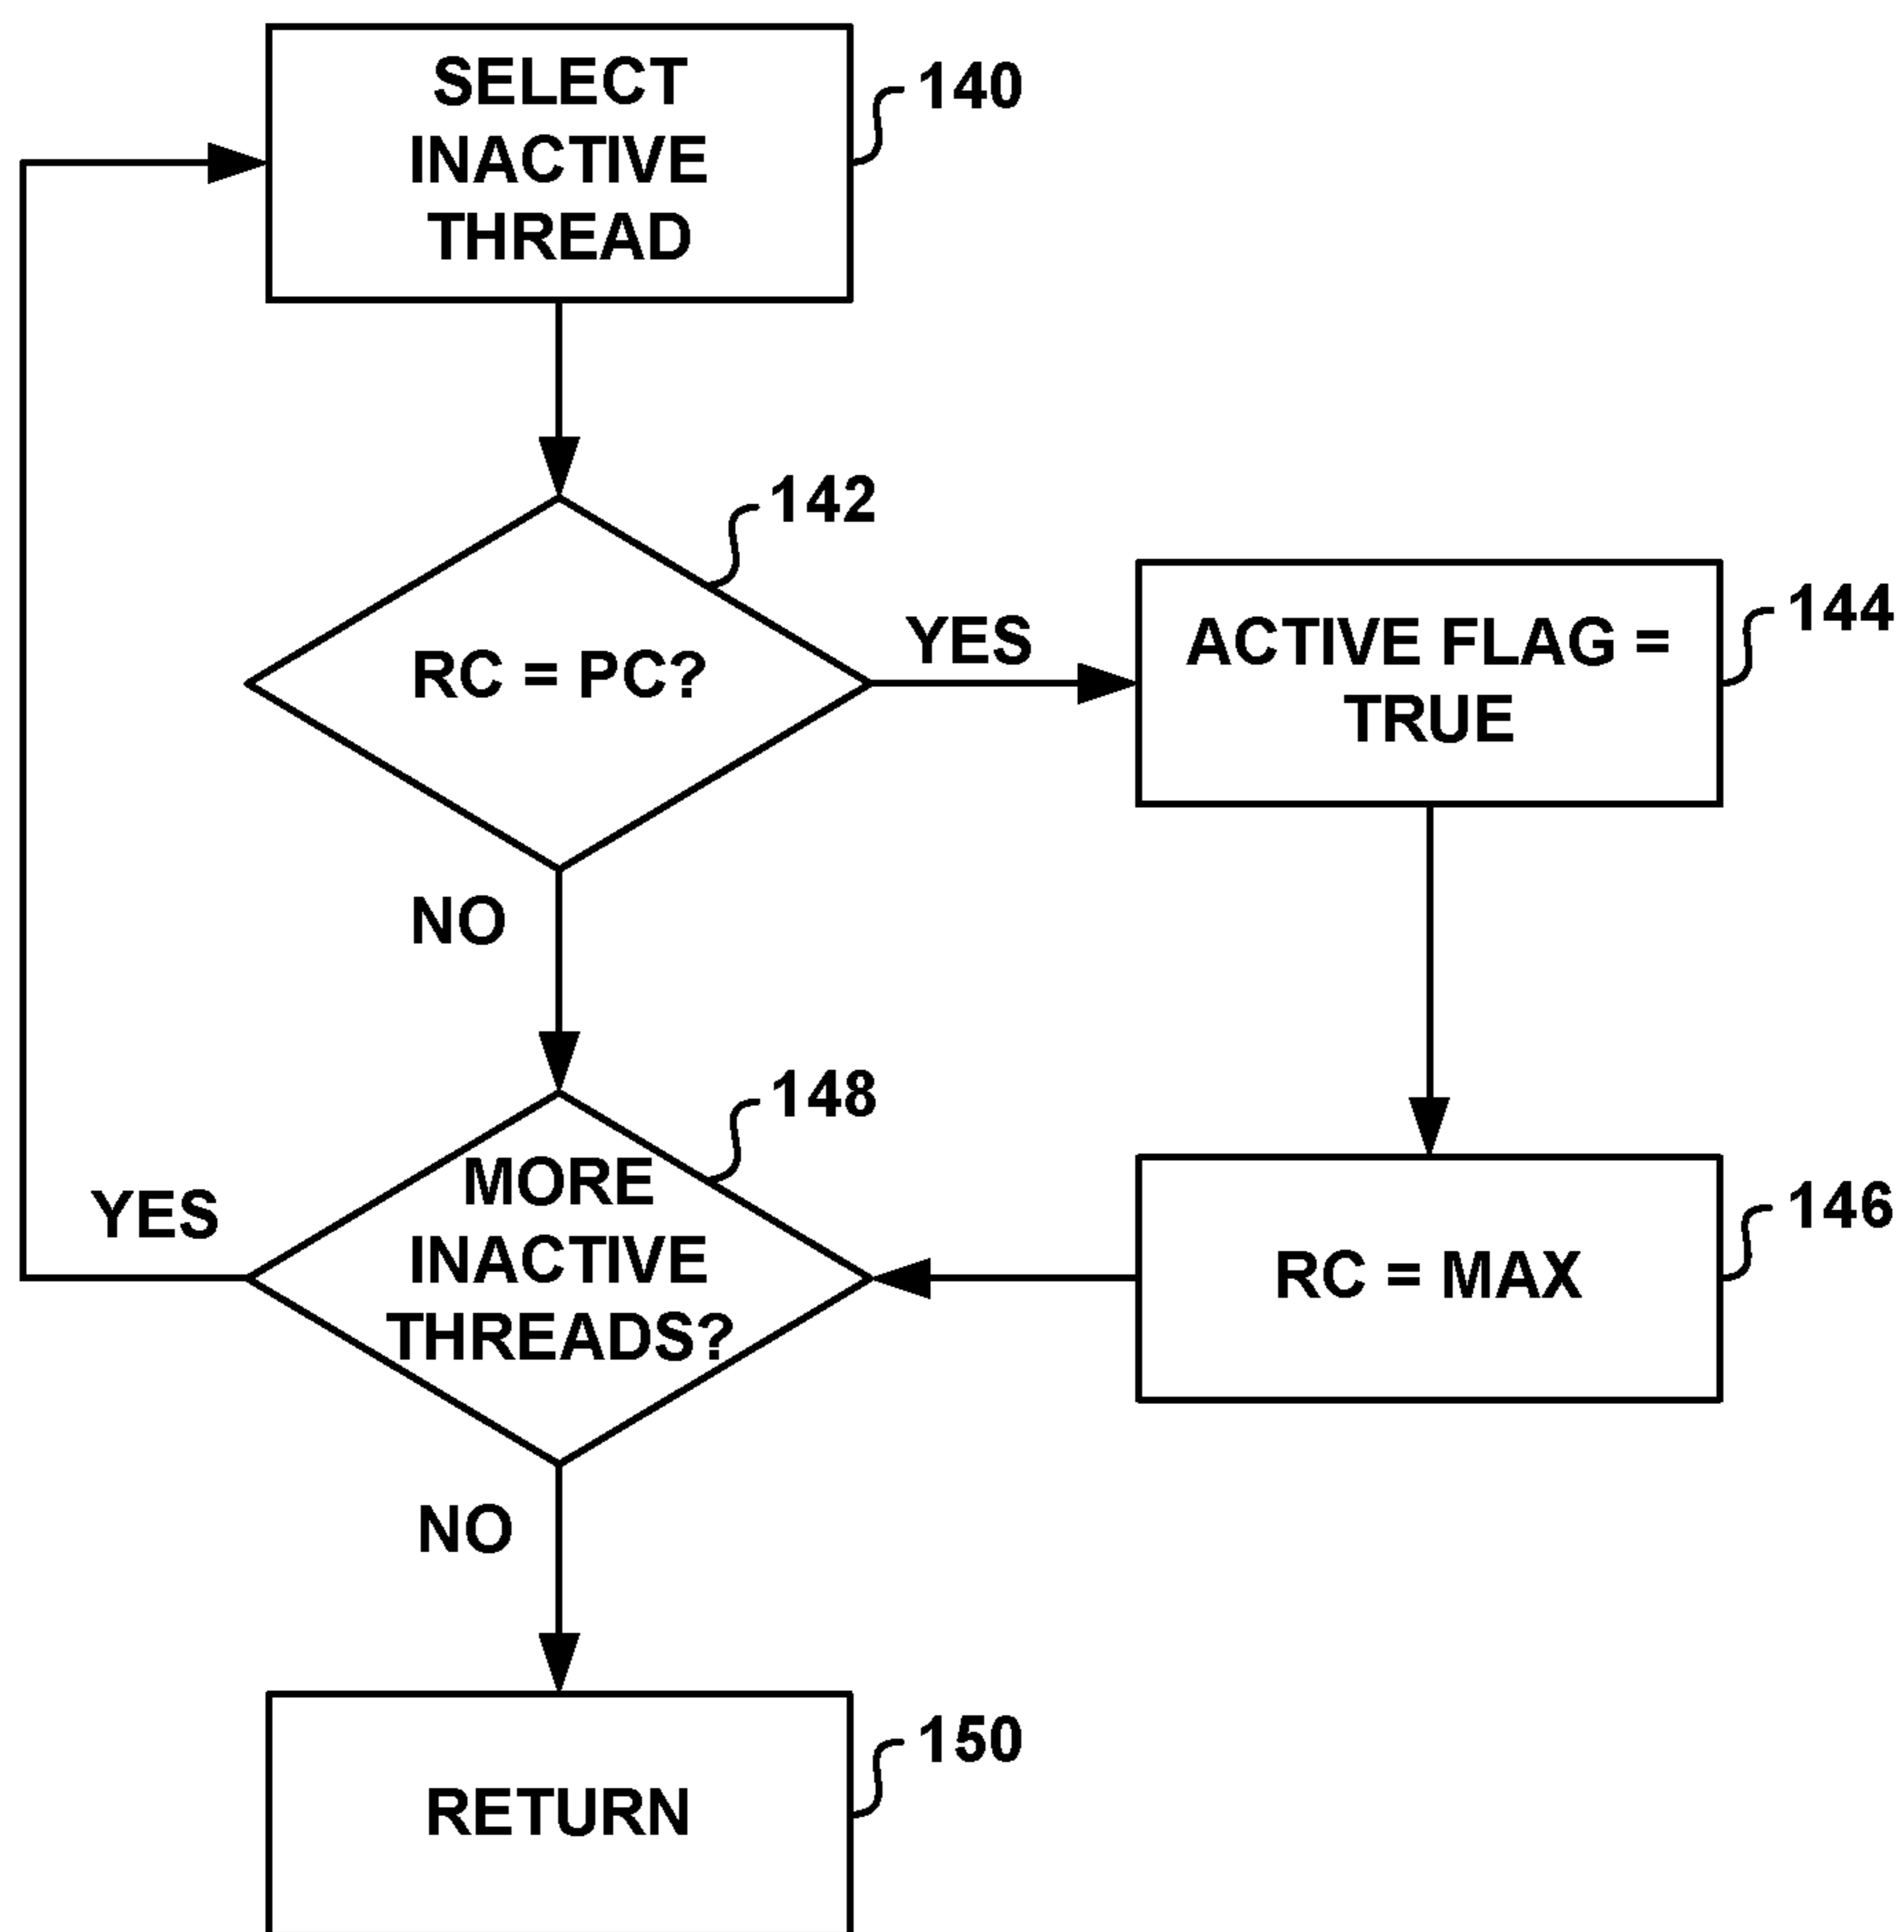 SELECT
INACTIVE
THREAD
140
142
RC = PC?
YES
ACTIVE FLAG =
TRUE
144
NO
148
MORE
INACTIVE
THREADS?
YES
RC = MAX
146
NO
RETURN
150